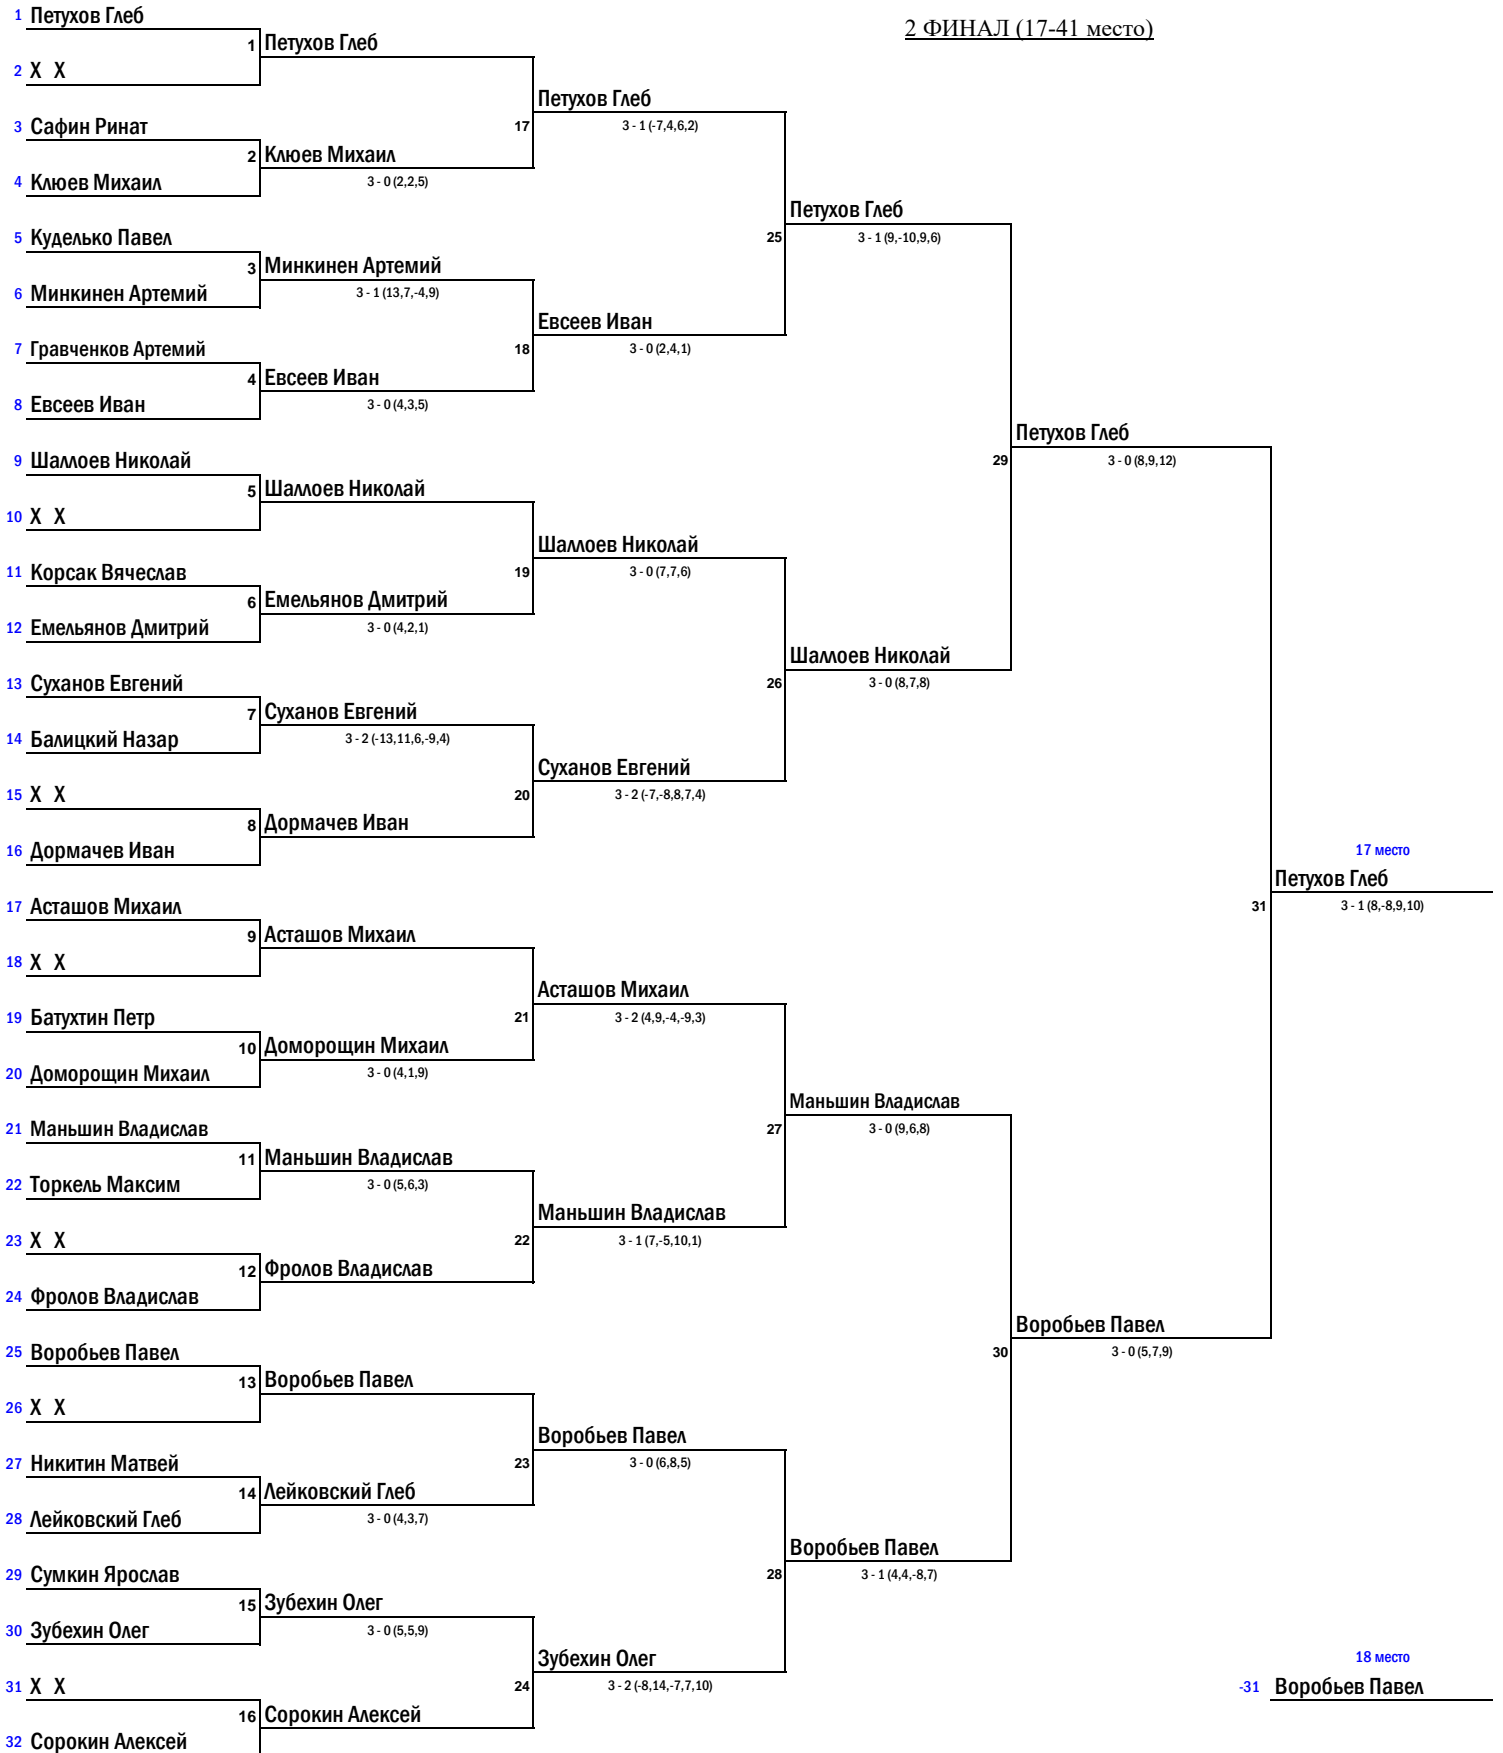 2 ФИНАЛ (17-41 место)
1 Петухов Глеб
1 Петухов Глеб
2 X X
Петухов Глеб
17 3 - 1 (-7,4,6,2)
3 Сафин Ринат
2 Клюев Михаил
4 Клюев Михаил 3 - 0 (2,2,5)
Петухов Глеб
25 3 - 1 (9,-10,9,6)
5 Куделько Павел
3 Минкинен Артемий
6 Минкинен Артемий 3 - 1 (13,7,-4,9)
Евсеев Иван
18 3 - 0 (2,4,1)
7 Гравченков Артемий
4 Евсеев Иван
8 Евсеев Иван 3 - 0 (4,3,5)
Петухов Глеб
29 3 - 0 (8,9,12)
9 Шаллоев Николай
5 Шаллоев Николай
10 X X
Шаллоев Николай
19 3 - 0 (7,7,6)
11 Корсак Вячеслав
6 Емельянов Дмитрий
12 Емельянов Дмитрий 3 - 0 (4,2,1)
Шаллоев Николай
26 3 - 0 (8,7,8)
13 Суханов Евгений
7 Суханов Евгений
14 Балицкий Назар 3 - 2 (-13,11,6,-9,4)
Суханов Евгений
20 3 - 2 (-7,-8,8,7,4)
15 X X
8 Дормачев Иван
16 Дормачев Иван
17 место
Петухов Глеб
31 3 - 1 (8,-8,9,10)
17 Асташов Михаил
9 Асташов Михаил
18 X X
Асташов Михаил
21 3 - 2 (4,9,-4,-9,3)
19 Батухтин Петр
10 Доморощин Михаил
20 Доморощин Михаил 3 - 0 (4,1,9)
Маньшин Владислав
27 3 - 0 (9,6,8)
21 Маньшин Владислав
11 Маньшин Владислав
22 Торкель Максим 3 - 0 (5,6,3)
Маньшин Владислав
22 3 - 1 (7,-5,10,1)
23 X X
12 Фролов Владислав
24 Фролов Владислав
Воробьев Павел
30 3 - 0 (5,7,9)
25 Воробьев Павел
13 Воробьев Павел
26 X X
Воробьев Павел
23 3 - 0 (6,8,5)
27 Никитин Матвей
14 Лейковский Глеб
28 Лейковский Глеб 3 - 0 (4,3,7)
Воробьев Павел
28 3 - 1 (4,4,-8,7)
29 Сумкин Ярослав
15 Зубехин Олег
30 Зубехин Олег 3 - 0 (5,5,9)
Зубехин Олег
24 3 - 2 (-8,14,-7,7,10)
18 место
-31 Воробьев Павел
31 X X
16 Сорокин Алексей
32 Сорокин Алексей